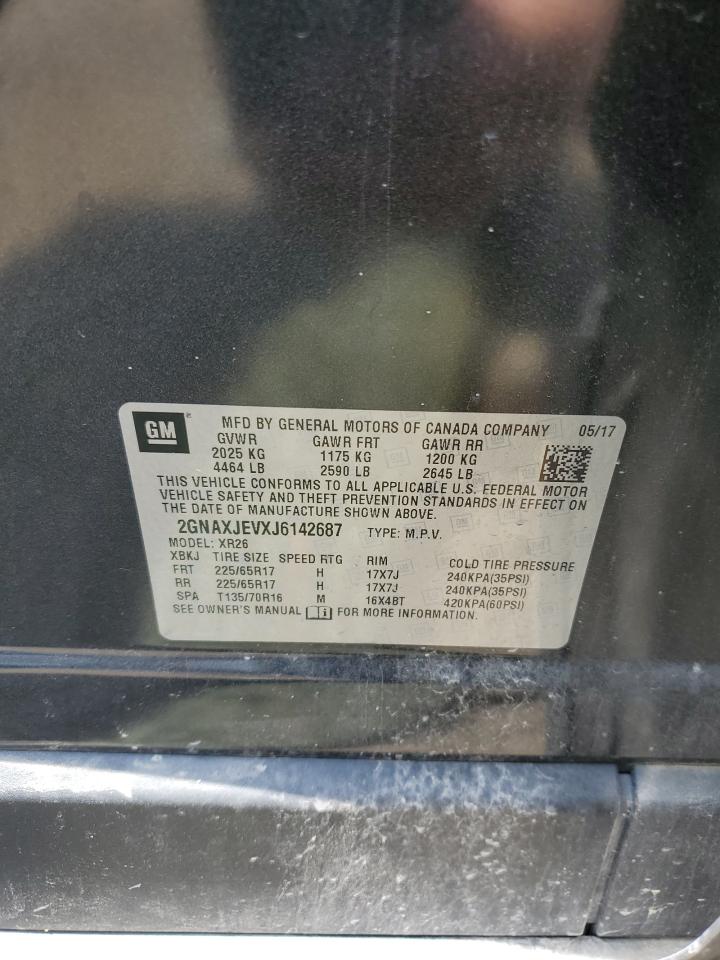 GM ® MFD BY GENERAL MOTORS OF CANADA COMPANY 05/17
GVWR GAWR FRT GAWR RR
2025 KG 1175 KG 1200 KG
4464 LB 2590 LB 2645 LB
THIS VEHICLE CONFORMS TO ALL APPLICABLE U.S. FEDERAL MOTOR
VEHICLE SAFETY AND THEFT PREVENTION STANDARDS IN EFFECT ON
THE DATE OF MANUFACTURE SHOWN ABOVE.
2GNAXJEVXJ6142687 TYPE: M.P.V.
MODEL: XR26
XBKJ TIRE SIZE SPEED RTG RIM COLD TIRE PRESSURE
FRT 225/65R17 H 17X7J 240KPA(35PSI)
RR 225/65R17 H 17X7J 240KPA(35PSI)
SPA T135/70R16 M 16X4BT 420KPA(60PSI)
SEE OWNER'S MANUAL FOR MORE INFORMATION.